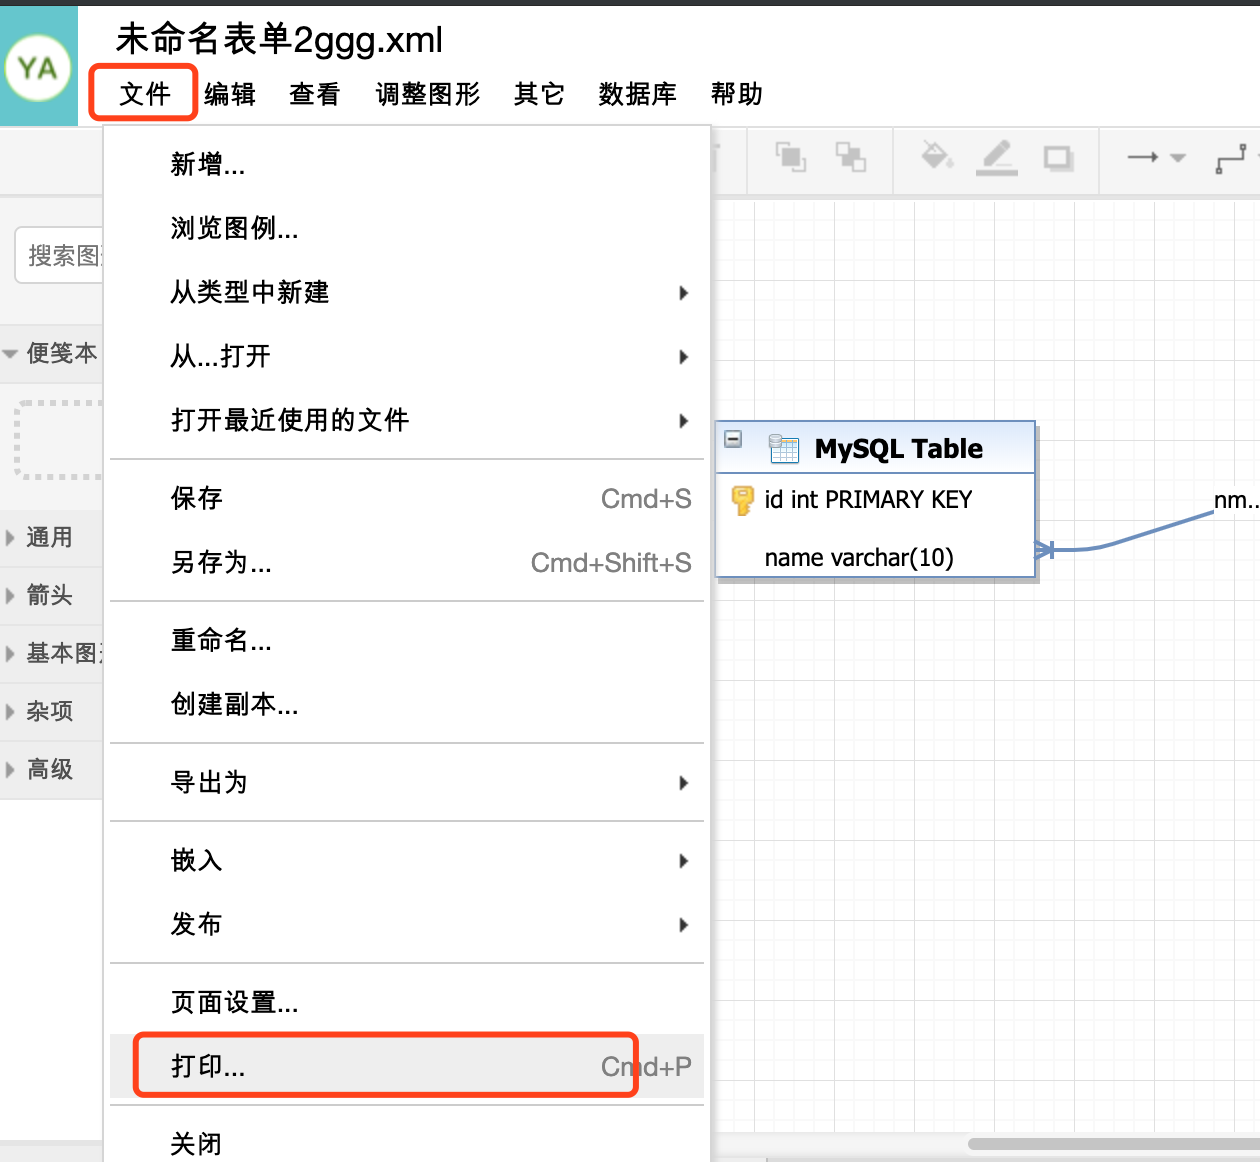 YA
未命名表单2ggg.xml
文件 编辑 查看 调整图形 其它 数据库 帮助
新增...
浏览图例...
从类型中新建
从...打开
打开最近使用的文件
保存 Cmd+S
另存为... Cmd+Shift+S
重命名...
创建副本...
导出为
嵌入
发布
页面设置...
打印... Cmd+P
关闭
搜索图
便笺本
通用
箭头
基本图
杂项
高级
MySQL Table
id int PRIMARY KEY
name varchar(10)
nm...